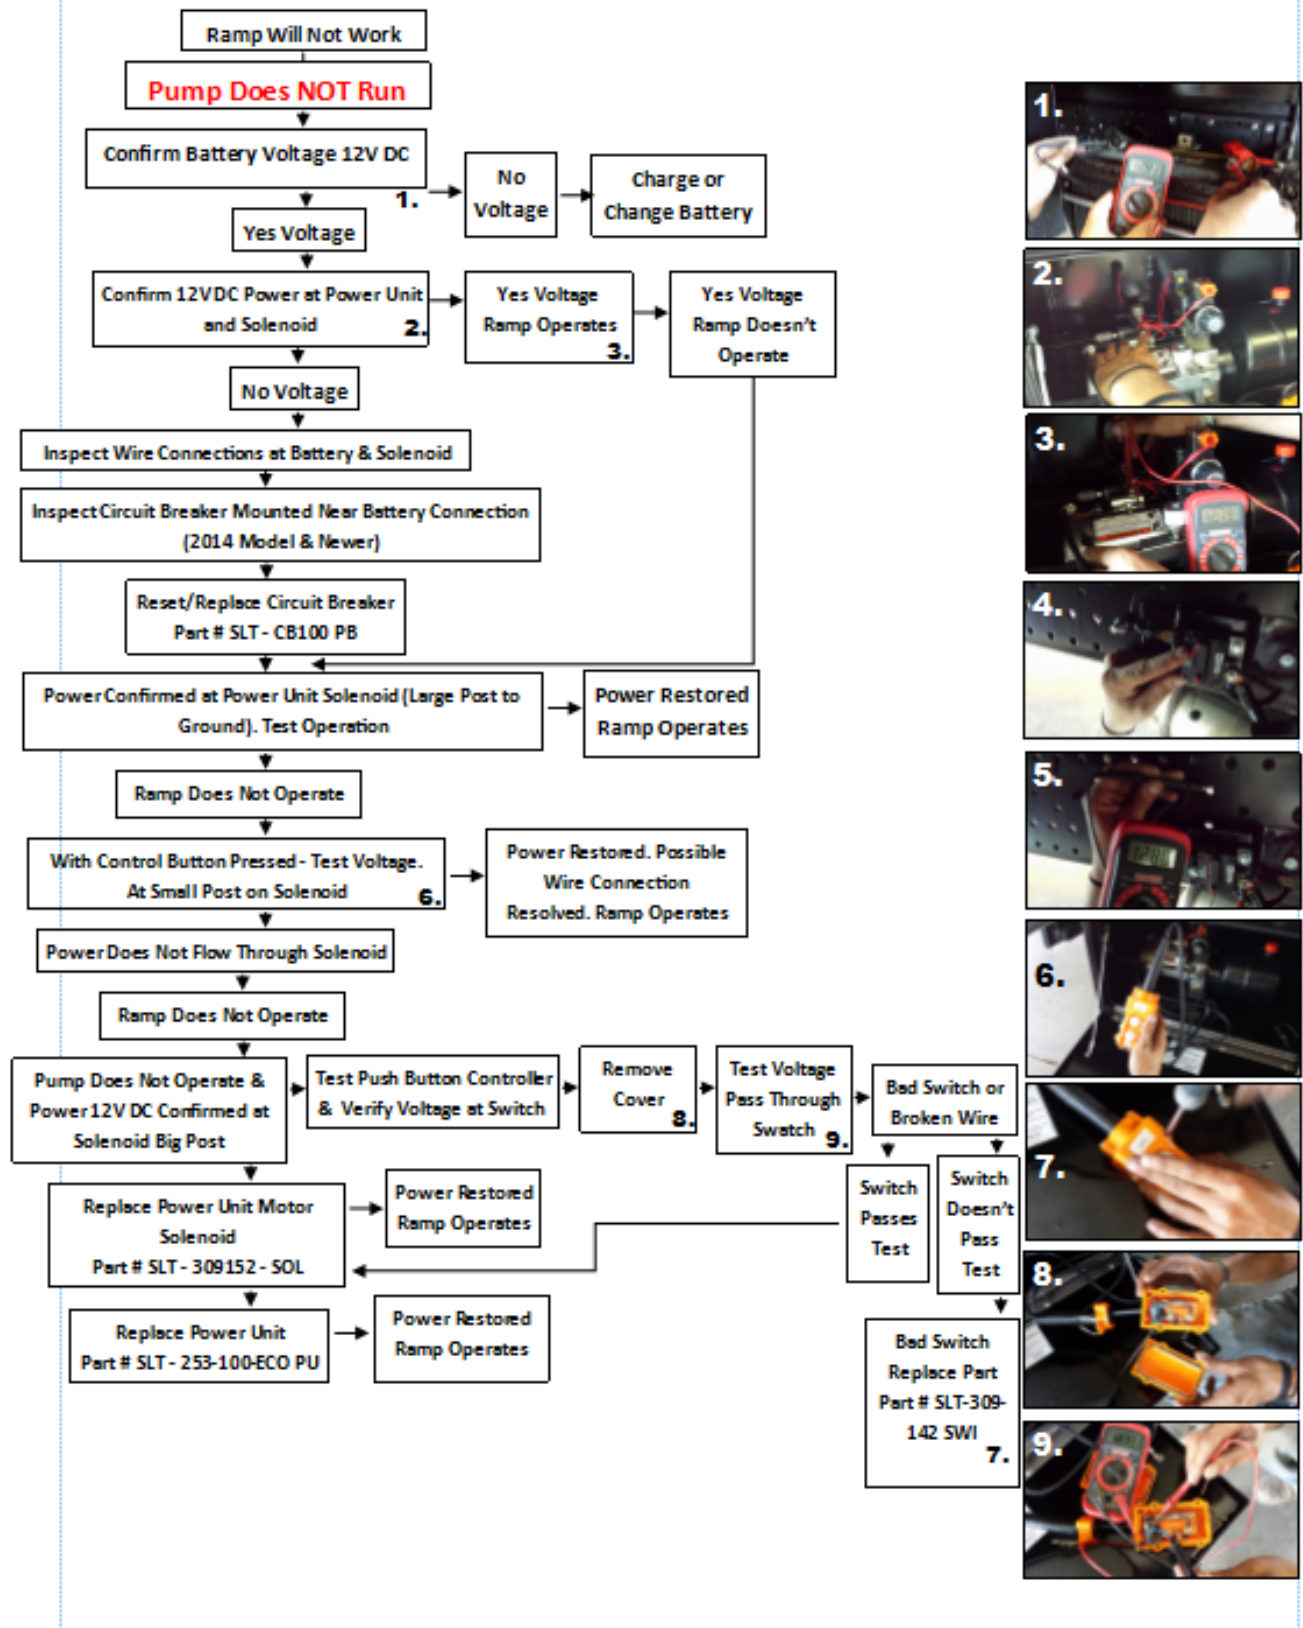 Ramp Will Not Work
Pump Does NOT Run
Confirm Battery Voltage 12V DC
1.
No
Voltage
Charge or
Change Battery
Yes Voltage
Confirm 12VDC Power at Power Unit
and Solenoid
2.
Yes Voltage
Ramp Operates
3.
Yes Voltage
Ramp Doesn't
Operate
No Voltage
Inspect Wire Connections at Battery & Solenoid
Inspect Circuit Breaker Mounted Near Battery Connection
(2014 Model & Newer)
Reset/Replace Circuit Breaker
Part # SLT - CB100 PB
Power Confirmed at Power Unit Solenoid (Large Post to
Ground). Test Operation
Power Restored
Ramp Operates
Ramp Does Not Operate
With Control Button Pressed - Test Voltage.
At Small Post on Solenoid
6.
Power Restored. Possible
Wire Connection
Resolved. Ramp Operates
Power Does Not Flow Through Solenoid
Ramp Does Not Operate
Pump Does Not Operate &
Power 12V DC Confirmed at
Solenoid Big Post
Test Push Button Controller
& Verify Voltage at Switch
Remove
Cover
8.
Test Voltage
Pass Through
Swatch
9.
Bad Switch or
Broken Wire
Switch
Passes
Test
Switch
Doesn't
Pass
Test
Replace Power Unit Motor
Solenoid
Part # SLT - 309152 - SOL
Power Restored
Ramp Operates
Replace Power Unit
Part # SLT - 253-100-ECO PU
Power Restored
Ramp Operates
Bad Switch
Replace Part
Part # SLT-309-
142 SWI
7.
1.
2.
3.
4.
5.
6.
7.
8.
9.